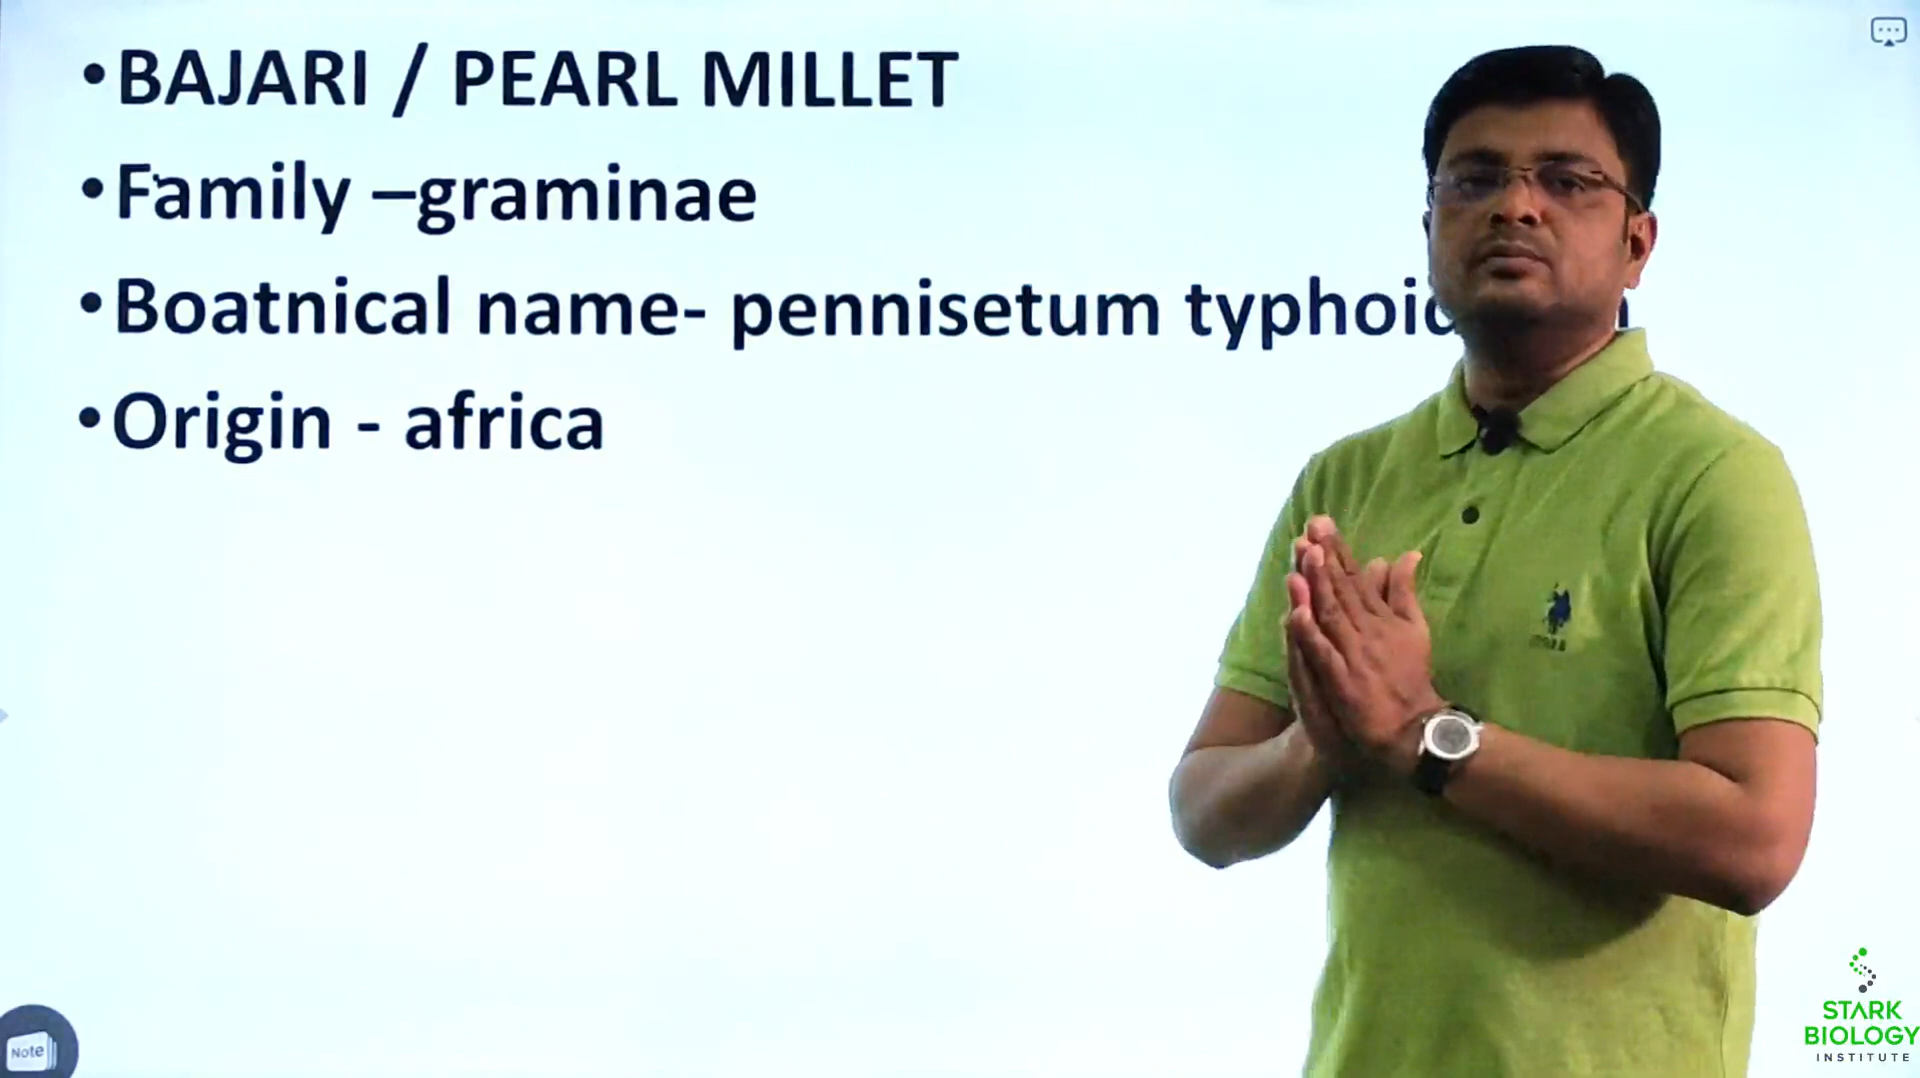 •BAJARI / PEARL MILLET
•Family –graminae
•Boatnical name- pennisetum
•Origin - africa
Note
STARK
BIOLOGY
INSTITUTE